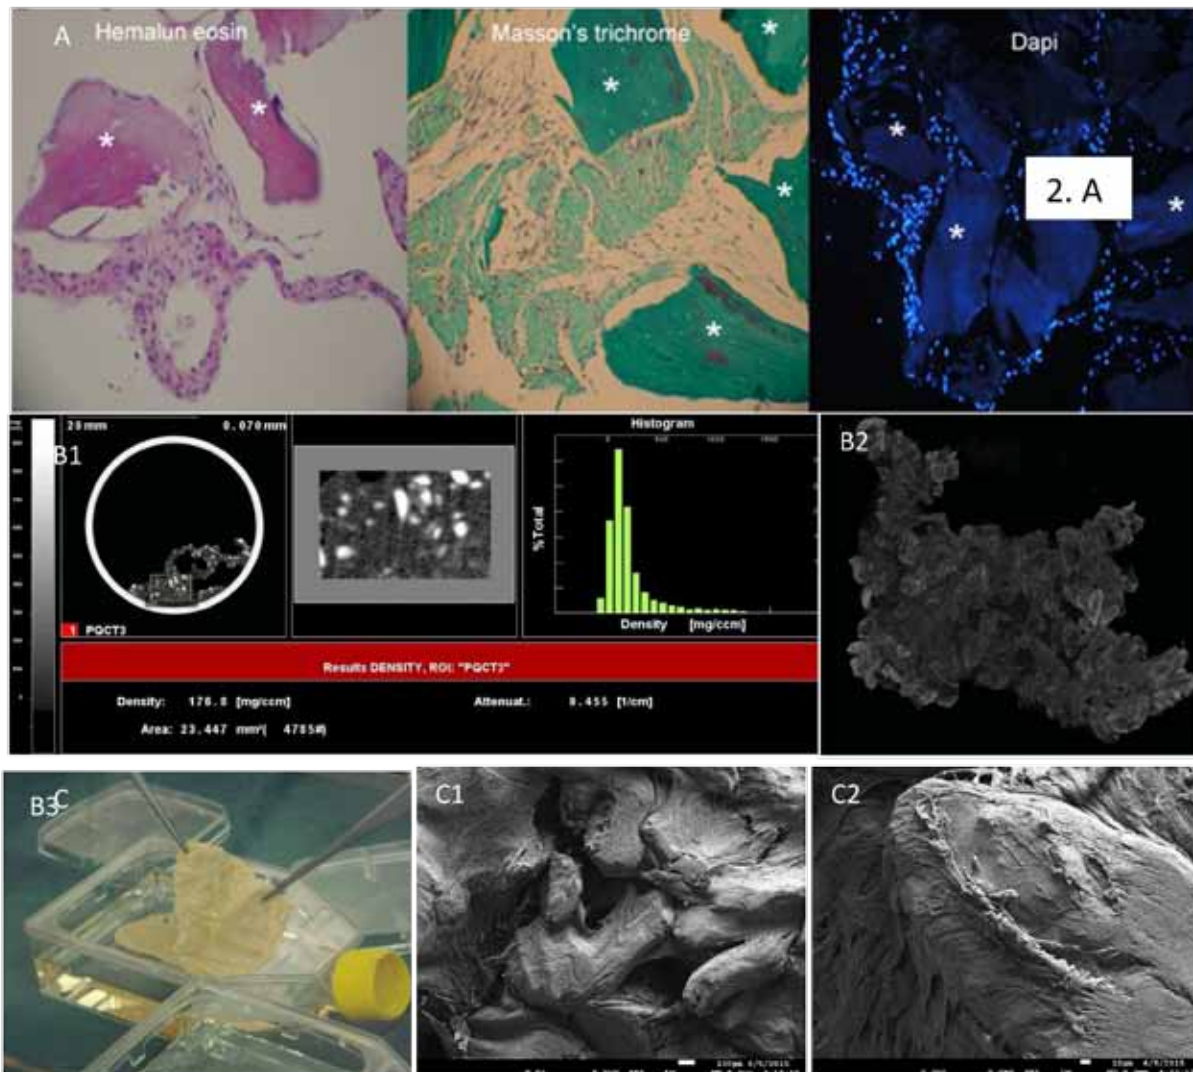 A
Hemalun eosin
Masson's trichrome
Dapi
*
*
*
*
*
*
*
*
*
2. A
B1
20 mm
0.070 mm
1 PQCT3
Histogram
%Total
Density [mg/ccm]
Results DENSITY, ROI: "PQCT3"
Density: 176.8 [mg/ccm]
Attenuat.: 0.455 [1/cm]
Area: 23.447 mm²( 4785#)
B2
B3
C
C1
C2